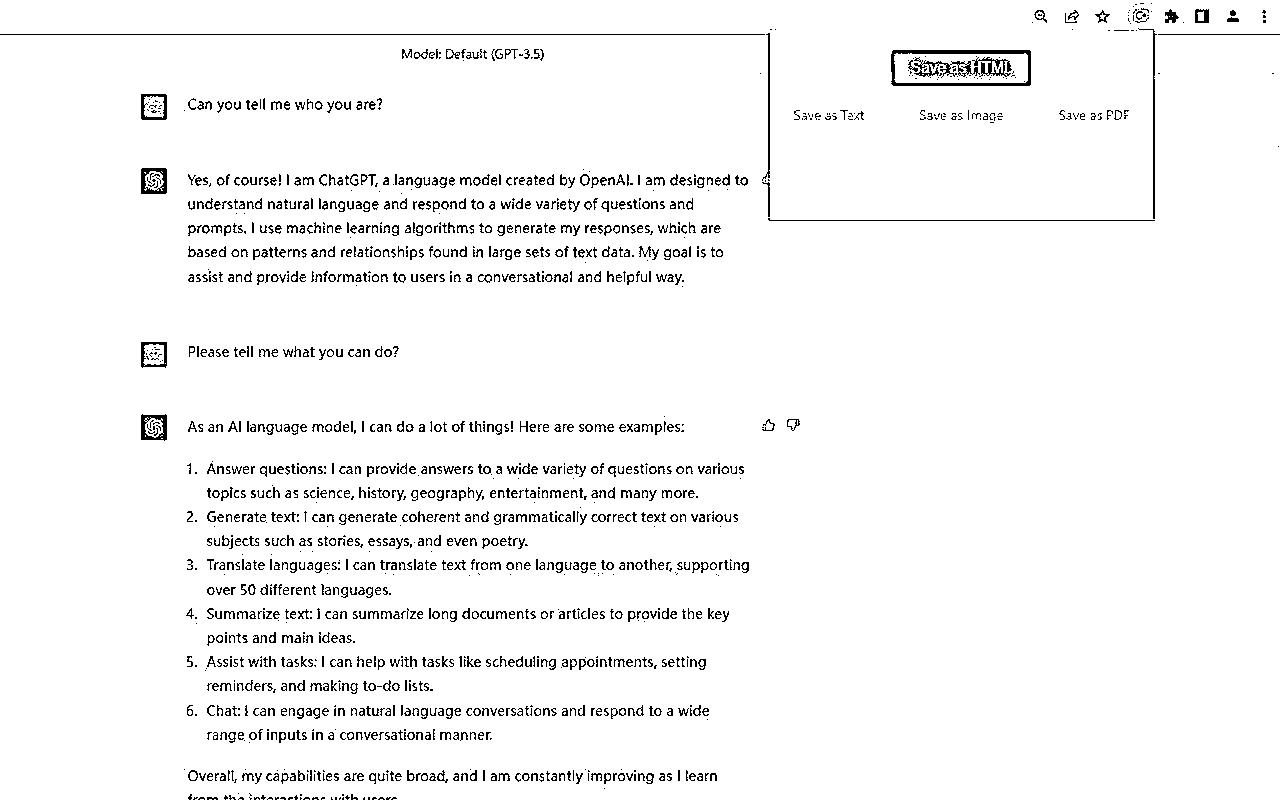 Model: Default (GPT-3.5)
Save as HTML
Save as Text Save as Image Save as PDF
Can you tell me who you are?
Yes, of course! I am ChatGPT, a language model created by OpenAI. I am designed to
understand natural language and respond to a wide variety of questions and
prompts. I use machine learning algorithms to generate my responses, which are
based on patterns and relationships found in large sets of text data. My goal is to
assist and provide information to users in a conversational and helpful way.
Please tell me what you can do?
As an AI language model, I can do a lot of things! Here are some examples:
1. Answer questions: I can provide answers to a wide variety of questions on various
topics such as science, history, geography, entertainment, and many more.
2. Generate text: I can generate coherent and grammatically correct text on various
subjects such as stories, essays, and even poetry.
3. Translate languages: I can translate text from one language to another, supporting
over 50 different languages.
4. Summarize text: I can summarize long documents or articles to provide the key
points and main ideas.
5. Assist with tasks: I can help with tasks like scheduling appointments, setting
reminders, and making to-do lists.
6. Chat: I can engage in natural language conversations and respond to a wide
range of inputs in a conversational manner.
Overall, my capabilities are quite broad, and I am constantly improving as I learn
from the interactions with users.